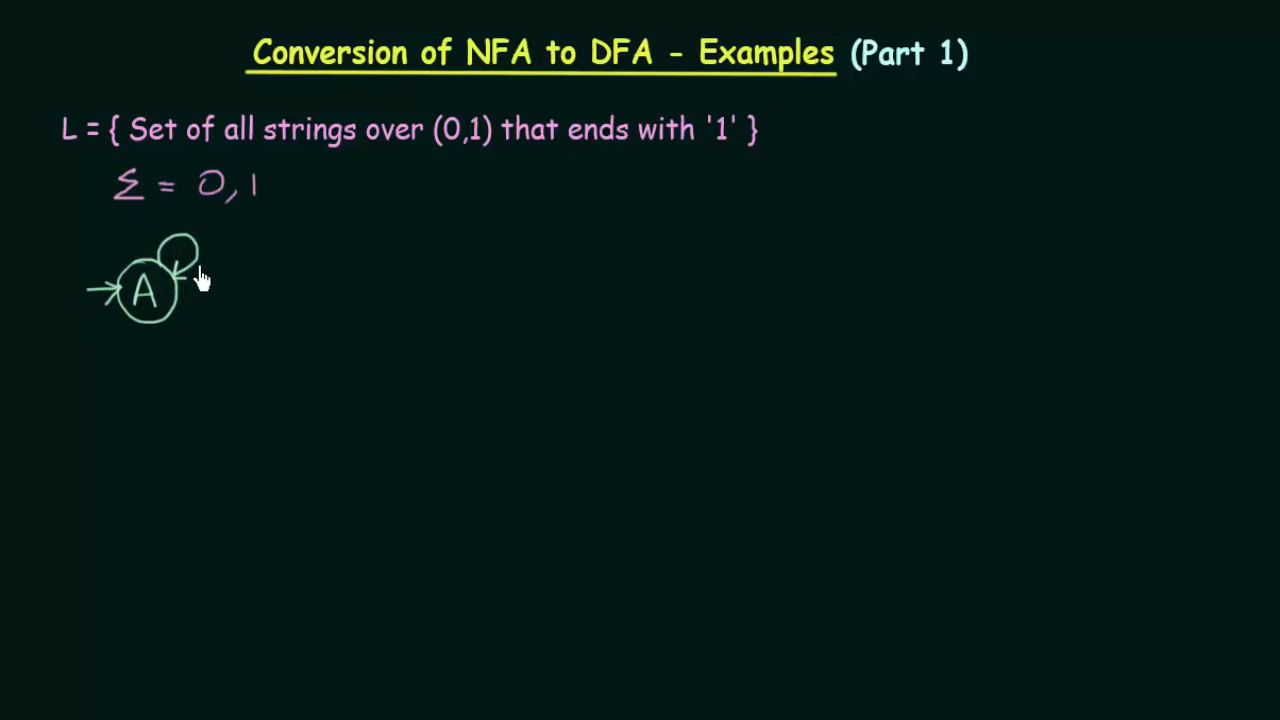 Conversion of NFA to DFA - Examples (Part 1)
L = { Set of all strings over (0,1) that ends with '1' }
Σ = 0, 1
A